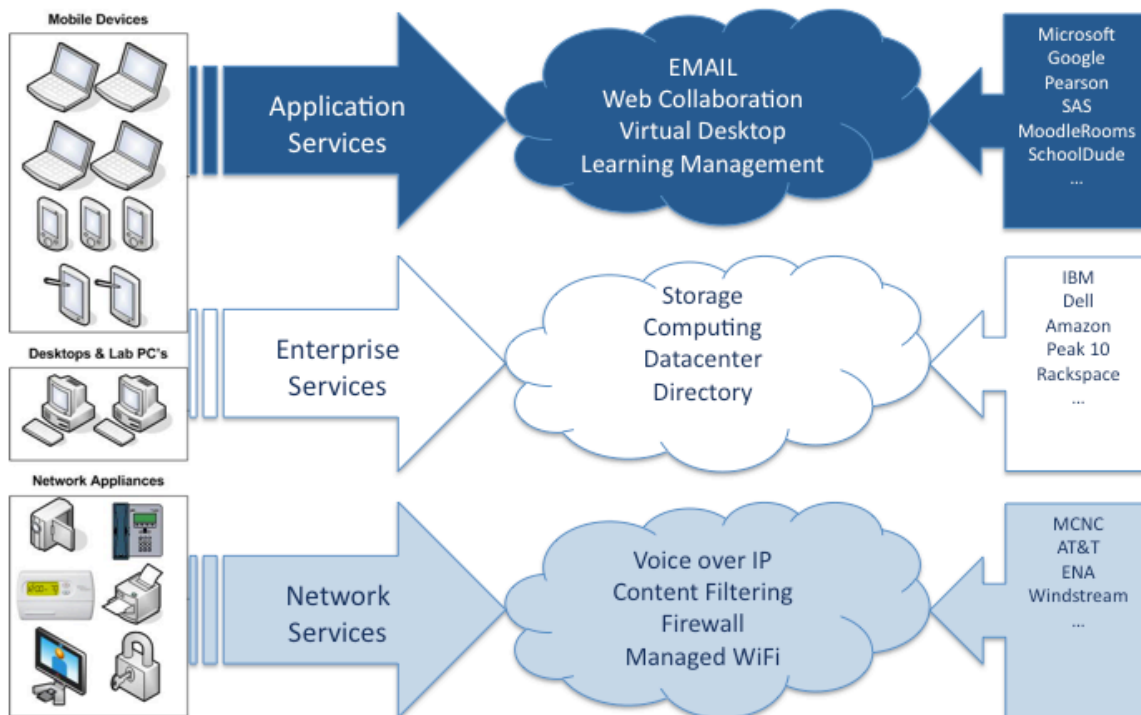 Mobile Devices
Application
Services
EMAIL
Web Collaboration
Virtual Desktop
Learning Management
Microsoft
Google
Pearson
SAS
MoodleRooms
SchoolDude
...
Desktops & Lab PC's
Enterprise
Services
Storage
Computing
Datacenter
Directory
IBM
Dell
Amazon
Peak 10
Rackspace
...
Network Appliances
Network
Services
Voice over IP
Content Filtering
Firewall
Managed WiFi
MCNC
AT&T
ENA
Windstream
...